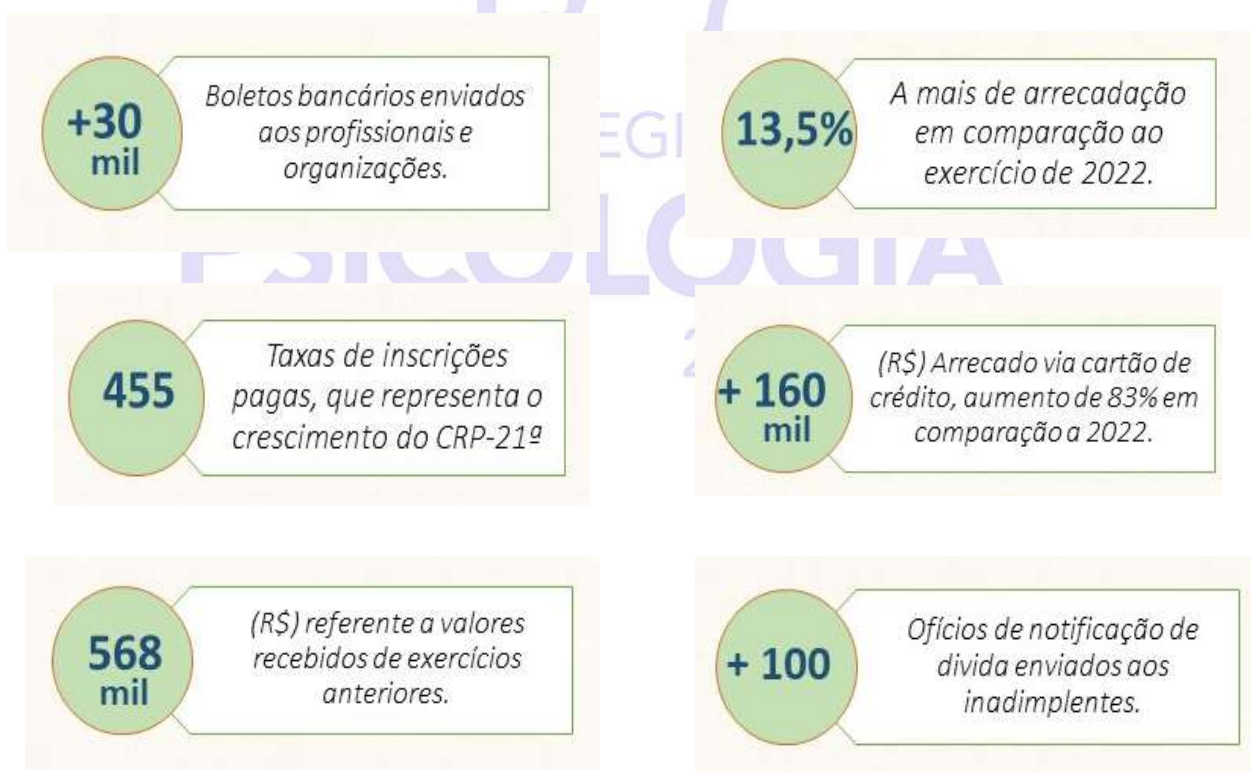 +30
mil
Boletos bancários enviados
aos profissionais e
organizações.
13,5%
A mais de arrecadação
em comparação ao
exercício de 2022.
EGI
PSICOLOGIA
455
Taxas de inscrições
pagas, que representa o
crescimento do CRP-21ª
+ 160
mil
(R$) Arrecado via cartão de
crédito, aumento de 83% em
comparação a 2022.
568
mil
(R$) referente a valores
recebidos de exercícios
anteriores.
+ 100
Ofícios de notificação de
divida enviados aos
inadimplentes.